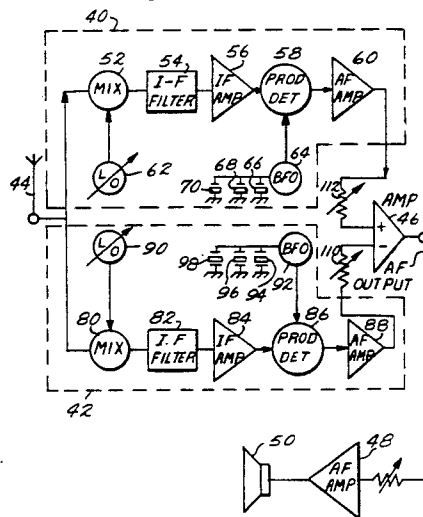 40
52
54
56
58
60
MIX
I-F
FILTER
IF
AMP
PROD
DET
AF
AMP
44
L
O
62
70
68
66
64
BFO
112
AMP
46
+
-
110
AF
OUTPUT
L
O
90
98
96
94
BFO
92
80
82
84
86
88
MIX
I.F
FILTER
IF
AMP
PROD
DET
AF
AMP
42
50
48
AF
AMP